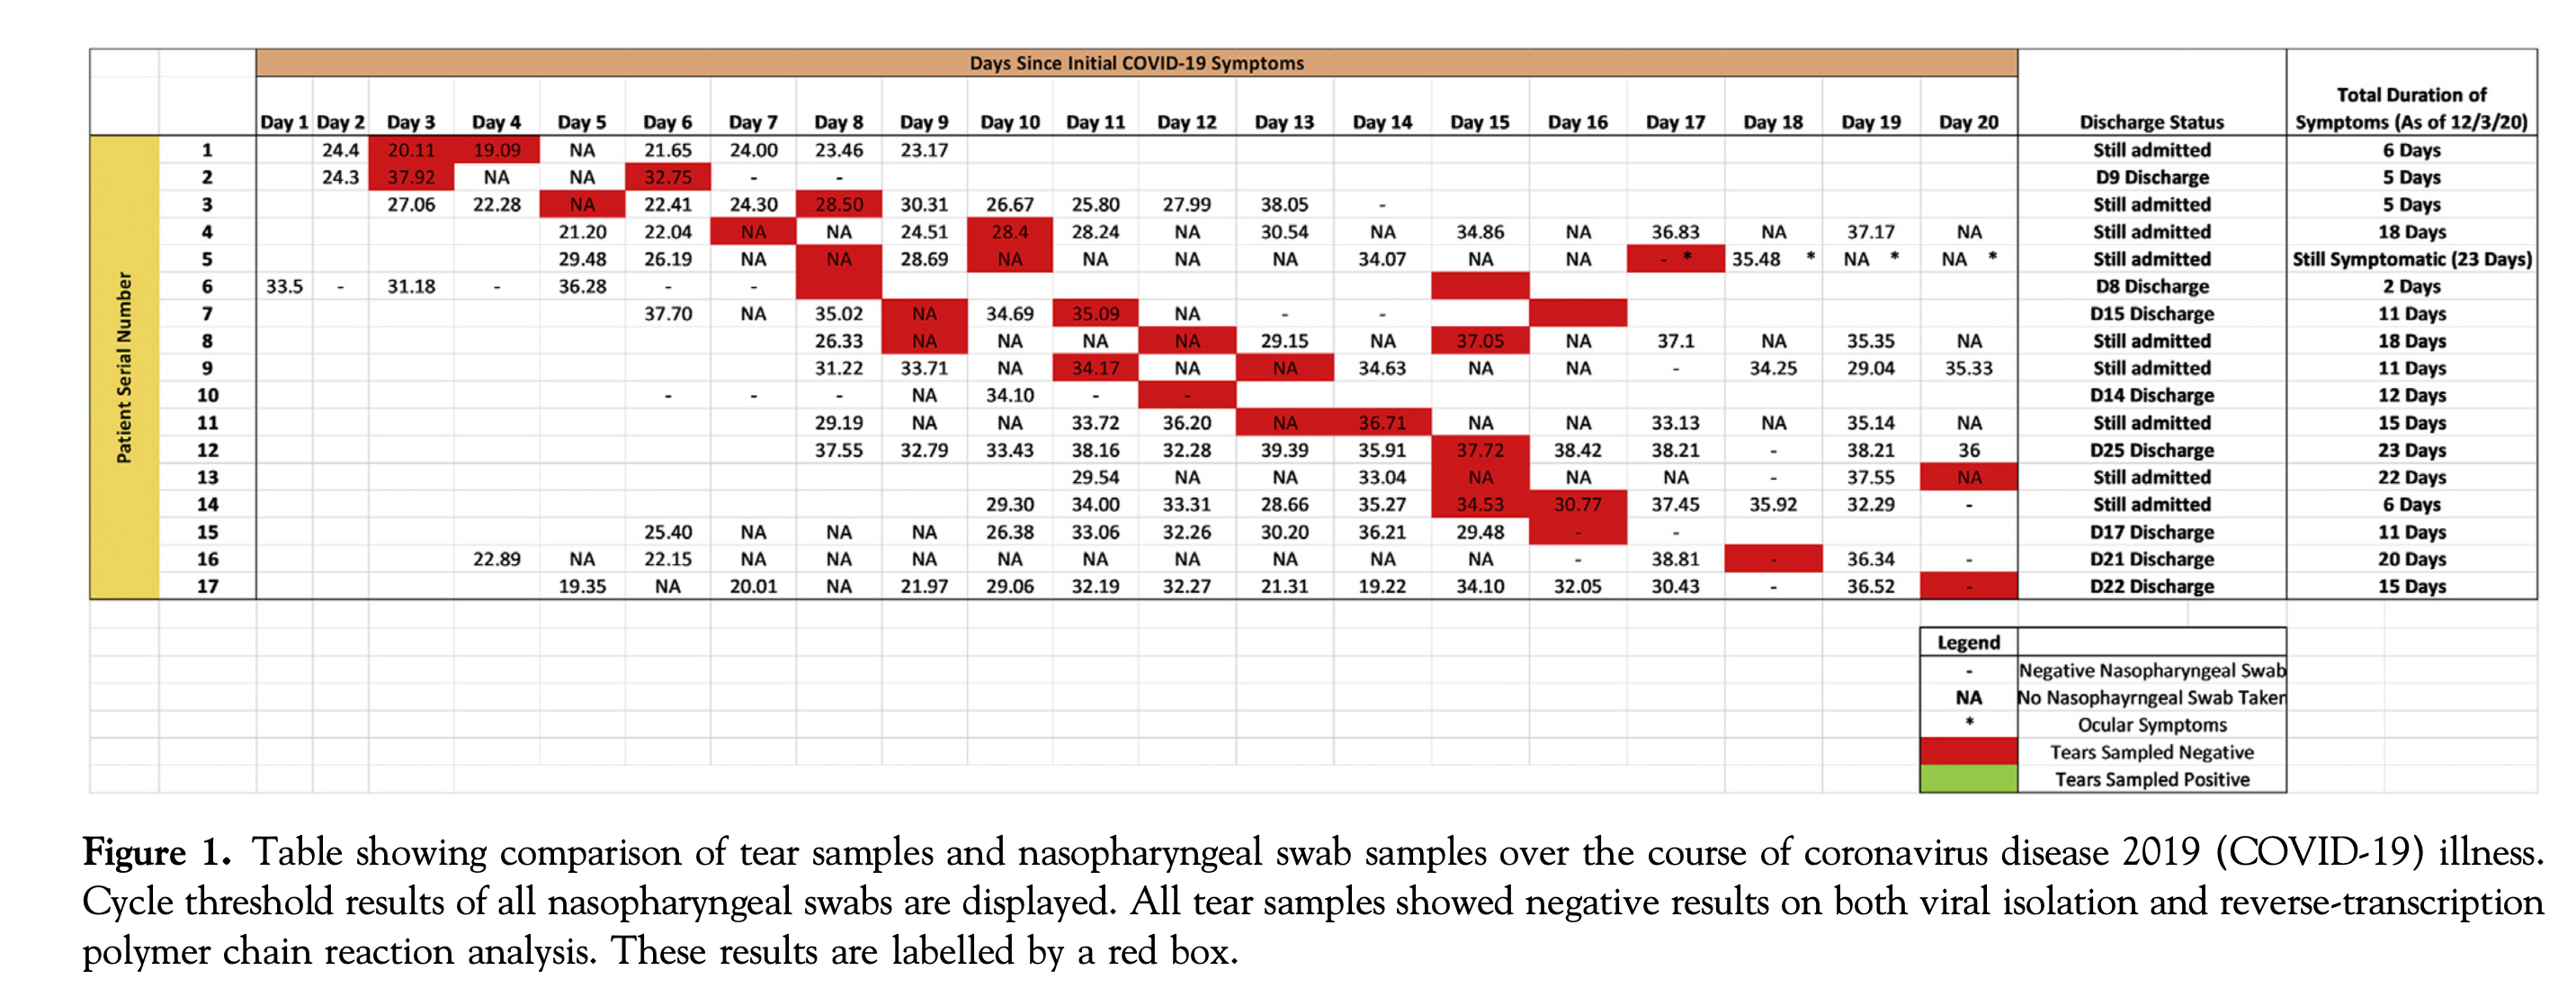 Days Since Initial COVID-19 Symptoms
Day 1 Day 2 Day 3 Day 4 Day 5 Day 6 Day 7 Day 8 Day 9 Day 10 Day 11 Day 12 Day 13 Day 14 Day 15 Day 16 Day 17 Day 18 Day 19 Day 20 Discharge Status Total Duration of
Symptoms (As of 12/3/20)
Patient Serial Number
1 24.4 20.11 19.09 NA 21.65 24.00 23.46 23.17 Still admitted 6 Days
2 24.3 37.92 NA NA 32.75 - - D9 Discharge 5 Days
3 27.06 22.28 NA 22.41 24.30 28.50 30.31 26.67 25.80 27.99 38.05 - Still admitted 5 Days
4 21.20 22.04 NA NA 24.51 28.4 28.24 NA 30.54 NA 34.86 NA 36.83 NA 37.17 NA Still admitted 18 Days
5 29.48 26.19 NA NA 28.69 NA NA NA NA 34.07 NA NA - * 35.48 * NA * NA * Still admitted Still Symptomatic (23 Days)
6 33.5 - 31.18 - 36.28 - - D8 Discharge 2 Days
7 37.70 NA 35.02 NA 34.69 35.09 NA - - D15 Discharge 11 Days
8 26.33 NA NA NA NA 29.15 NA 37.05 NA 37.1 NA 35.35 NA Still admitted 18 Days
9 31.22 33.71 NA 34.17 NA NA 34.63 NA NA - 34.25 29.04 35.33 Still admitted 11 Days
10 - - - NA 34.10 - - D14 Discharge 12 Days
11 29.19 NA NA 33.72 36.20 NA 36.71 NA NA 33.13 NA 35.14 NA Still admitted 15 Days
12 37.55 32.79 33.43 38.16 32.28 39.39 35.91 37.72 38.42 38.21 - 38.21 36 D25 Discharge 23 Days
13 29.54 NA NA 33.04 NA NA NA - 37.55 NA Still admitted 22 Days
14 29.30 34.00 33.31 28.66 35.27 34.53 30.77 37.45 35.92 32.29 - Still admitted 6 Days
15 25.40 NA NA NA 26.38 33.06 32.26 30.20 36.21 29.48 - - D17 Discharge 11 Days
16 22.89 NA 22.15 NA NA NA NA NA NA NA NA NA - 38.81 - 36.34 - D21 Discharge 20 Days
17 19.35 NA 20.01 NA 21.97 29.06 32.19 32.27 21.31 19.22 34.10 32.05 30.43 - 36.52 - D22 Discharge 15 Days
Legend
- Negative Nasopharyngeal Swab
NA No Nasophayrngeal Swab Taken
* Ocular Symptoms
Tears Sampled Negative
Tears Sampled Positive
Figure 1. Table showing comparison of tear samples and nasopharyngeal swab samples over the course of coronavirus disease 2019 (COVID-19) illness.
Cycle threshold results of all nasopharyngeal swabs are displayed. All tear samples showed negative results on both viral isolation and reverse-transcription
polymer chain reaction analysis. These results are labelled by a red box.